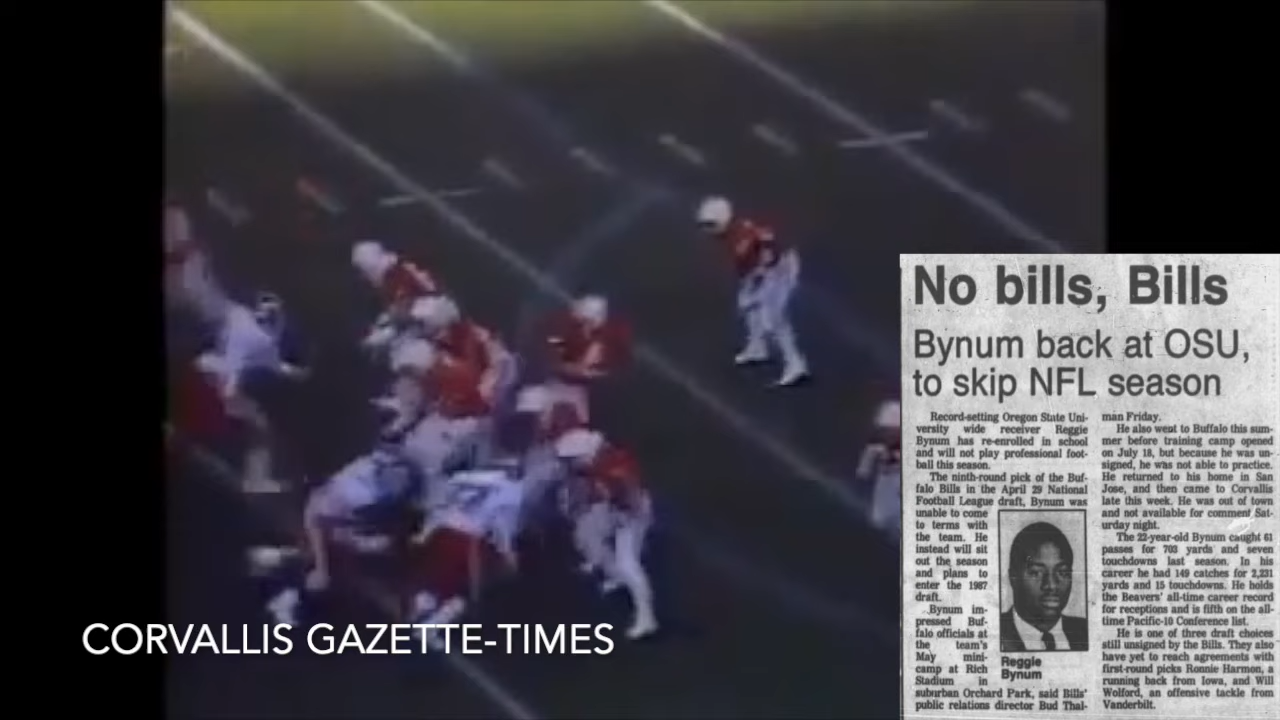 No bills, Bills
Bynum back at OSU,
to skip NFL season
Record-setting Oregon State Uni-
versity wide receiver Reggie
Bynum has re-enrolled in school
and will not play professional foot-
ball this season.
The ninth-round pick of the Buf-
falo Bills in the April 29 National
Football League draft, Bynum was
unable to come
to terms with
the team. He
instead will sit
out the season
and plans to
enter the 1987
draft.
Bynum im-
pressed Buf-
falo officials at
the team's
May mini-
camp at Rich
Stadium in
suburban Orchard Park, said Bills'
public relations director Bud Thal-
Reggie
Bynum
man Friday.
He also went to Buffalo this sum-
mer before training camp opened
on July 18, but because he was un-
signed, he was not able to practice.
He returned to his home in San
Jose, and then came to Corvallis
late this week. He was out of town
and not available for comment Sat-
urday night.
The 22-year-old Bynum caught 61
passes for 703 yards and seven
touchdowns last season. In his
career he had 149 catches for 2,231
yards and 15 touchdowns. He holds
the Beavers' all-time career record
for receptions and is fifth on the all-
time Pacific-10 Conference list.
He is one of three draft choices
still unsigned by the Bills. They also
have yet to reach agreements with
first-round picks Ronnie Harmon, a
running back from Iowa, and Will
Wolford, an offensive tackle from
Vanderbilt.
CORVALLIS GAZETTE-TIMES